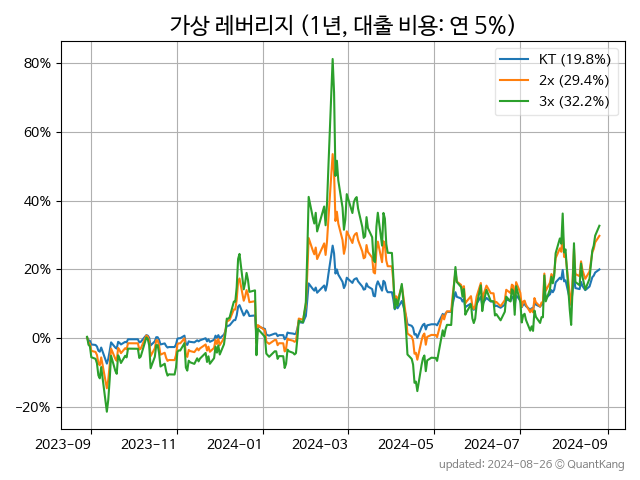 가상 레버리지 (1년, 대출 비용: 연 5%)
KT (19.8%)
2x (29.4%)
3x (32.2%)
80%
60%
40%
20%
0%
−20%
2023-09 2023-11 2024-01 2024-03 2024-05 2024-07 2024-09
updated: 2024-08-26 © QuantKang